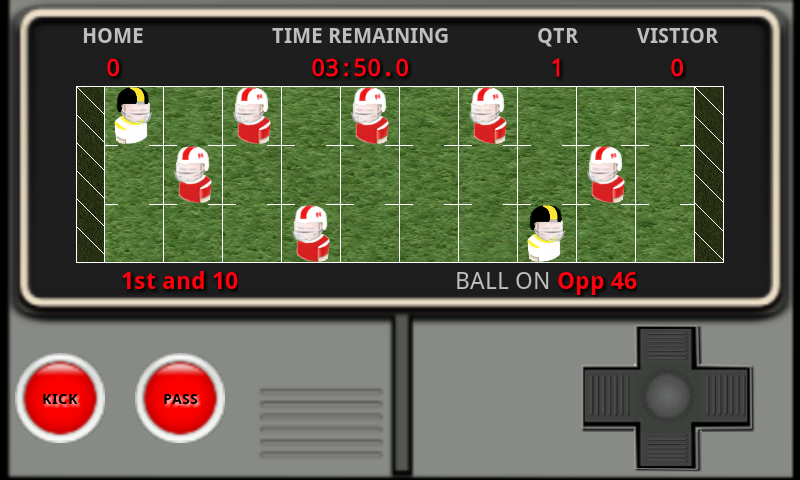 HOME TIME REMAINING QTR VISTIOR
0 03:50.0 1 0
1st and 10 BALL ON Opp 46
KICK PASS